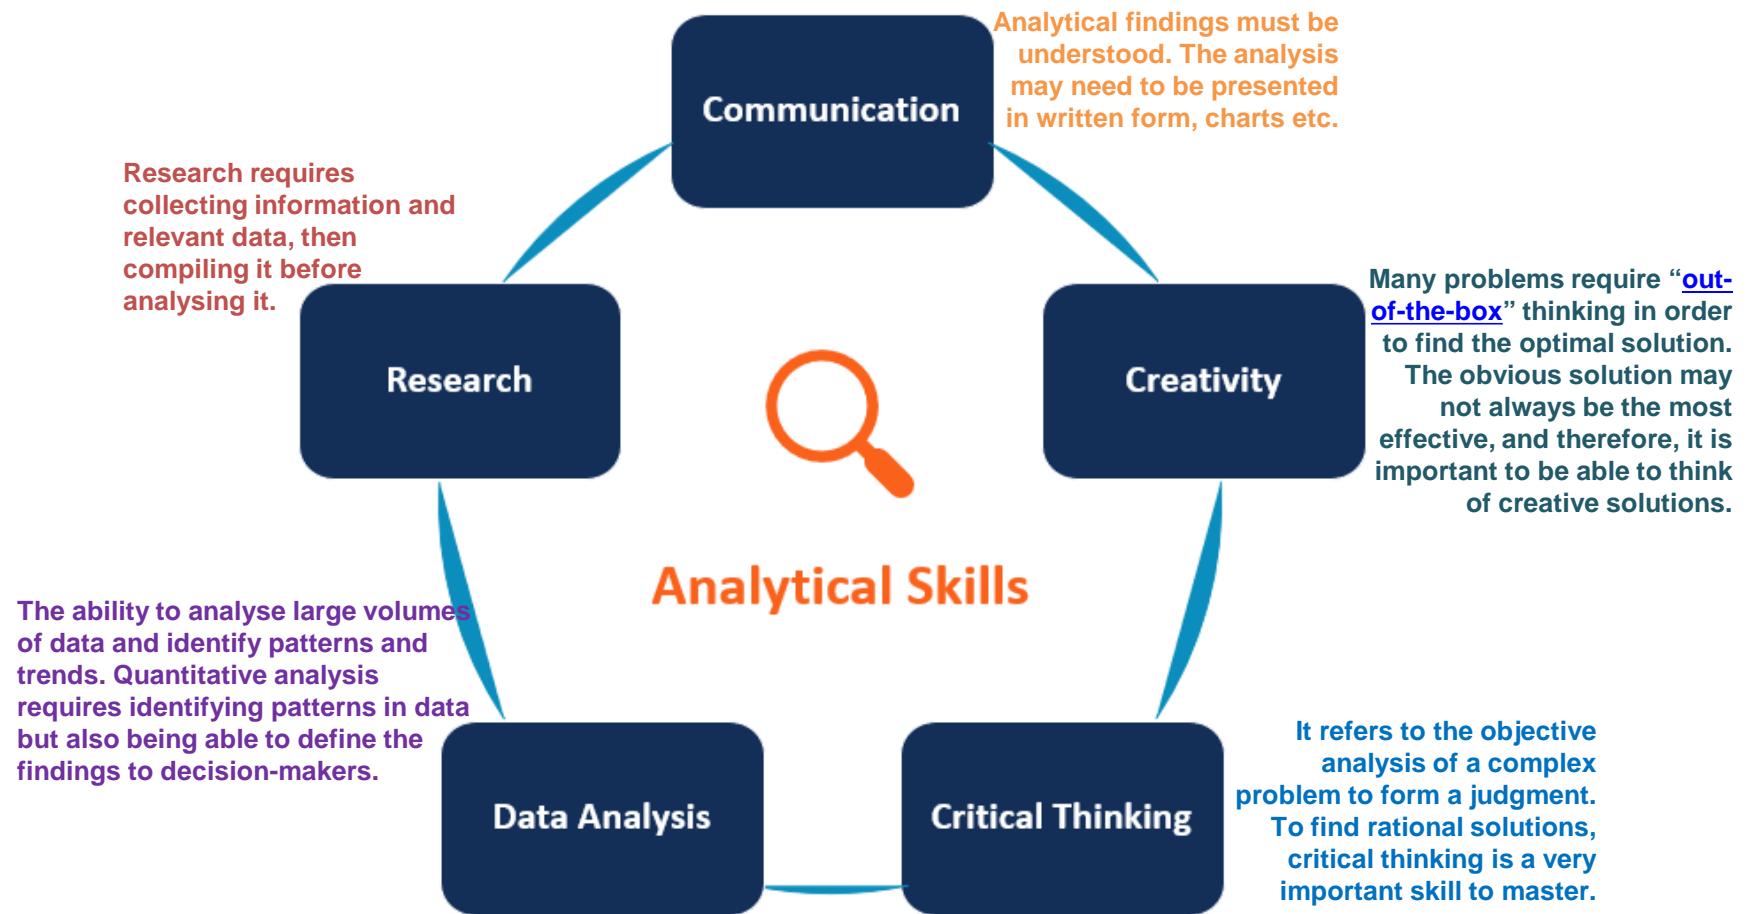 Communication
Analytical findings must be
understood. The analysis
may need to be presented
in written form, charts etc.
Research requires
collecting information and
relevant data, then
compiling it before
analysing it.
Research
Creativity
Many problems require “out-
of-the-box” thinking in order
to find the optimal solution.
The obvious solution may
not always be the most
effective, and therefore, it is
important to be able to think
of creative solutions.
Analytical Skills
The ability to analyse large volumes
of data and identify patterns and
trends. Quantitative analysis
requires identifying patterns in data
but also being able to define the
findings to decision-makers.
Data Analysis
Critical Thinking
It refers to the objective
analysis of a complex
problem to form a judgment.
To find rational solutions,
critical thinking is a very
important skill to master.